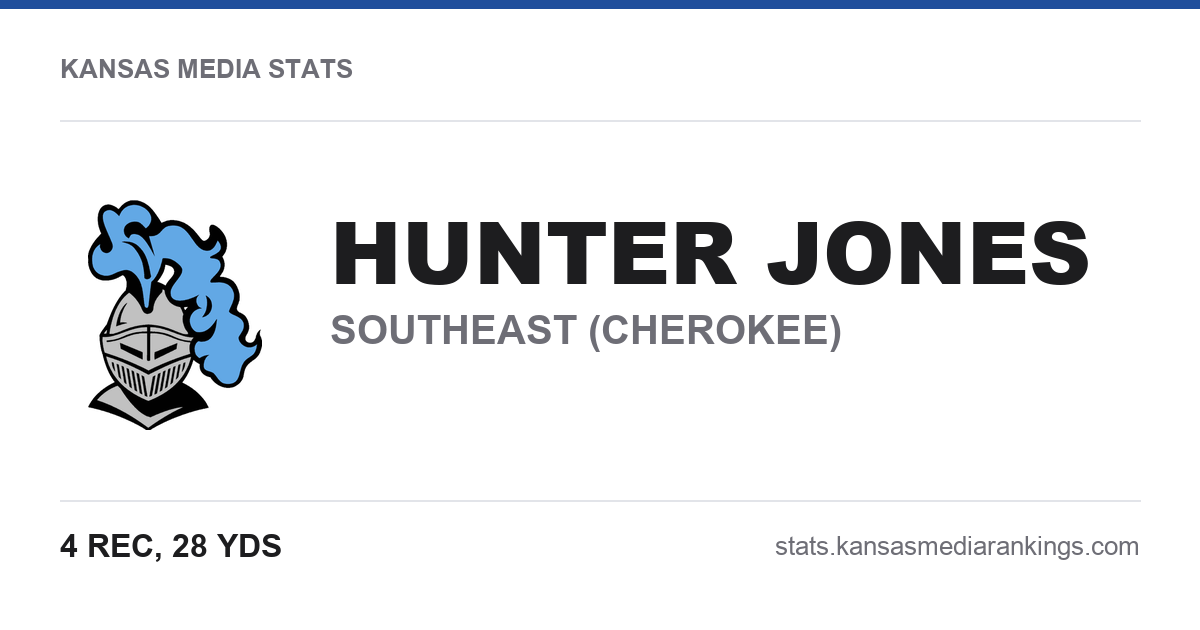 KANSAS MEDIA STATS
HUNTER JONES
SOUTHEAST (CHEROKEE)
4 REC, 28 YDS
stats.kansasmediarankings.com